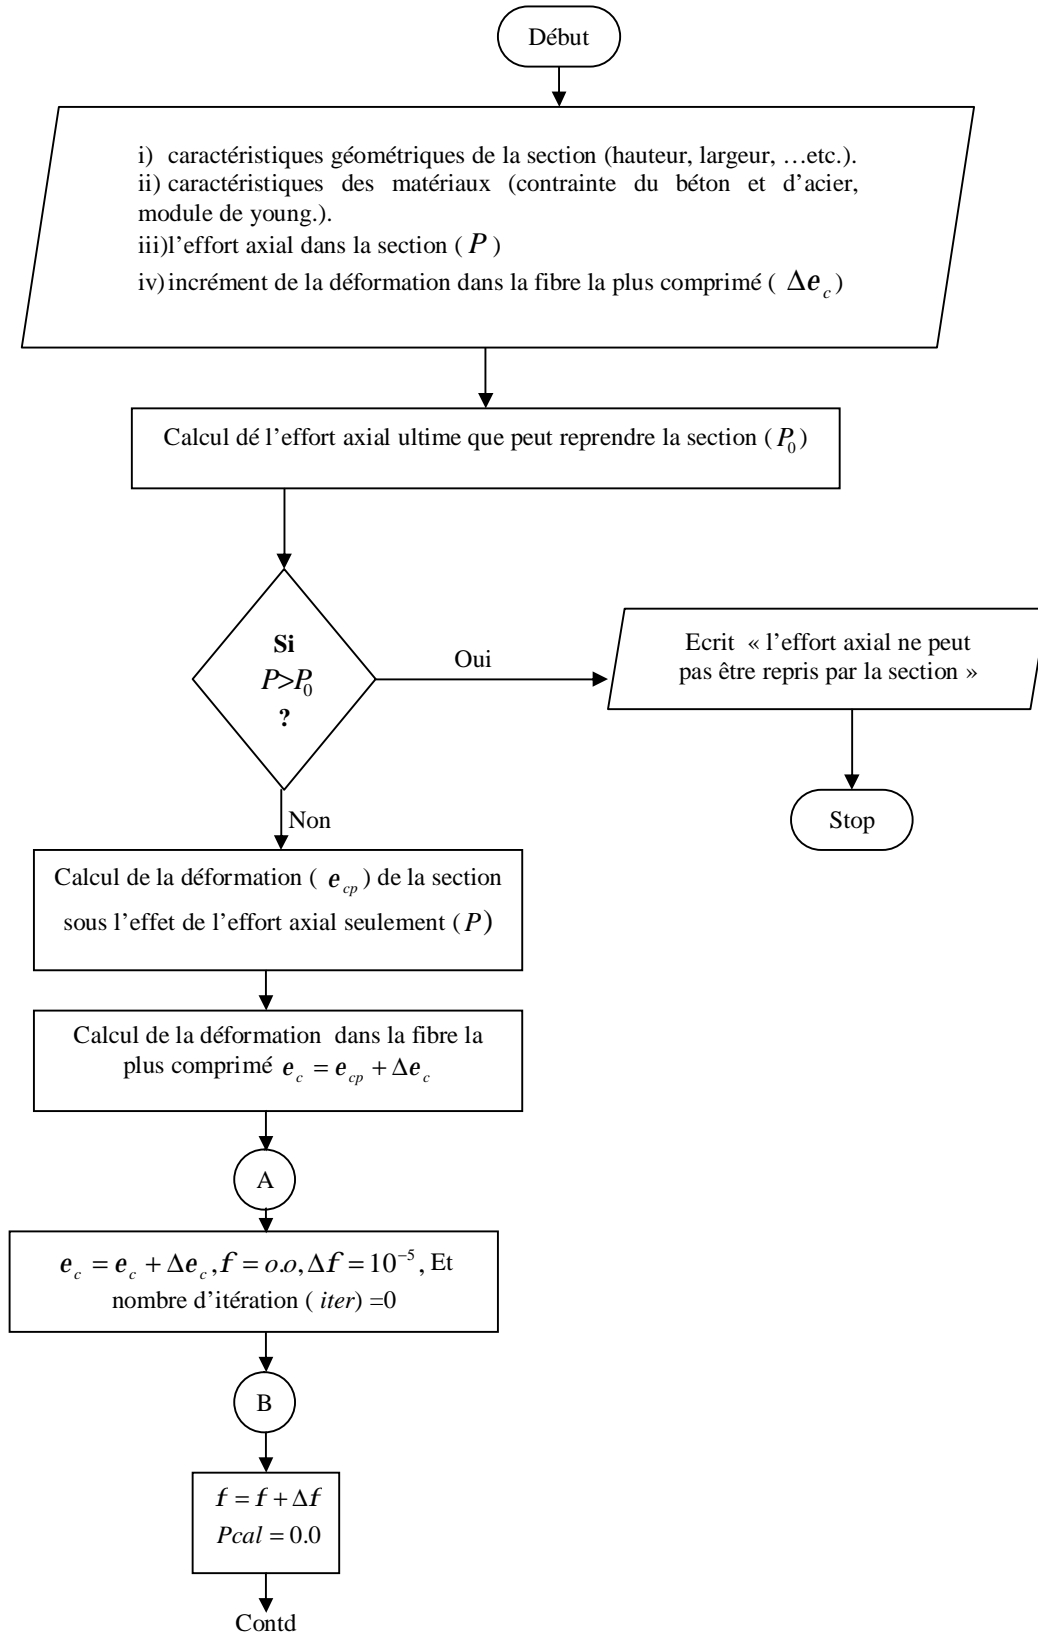 Début
i) caractéristiques géométriques de la section (hauteur, largeur, …etc.).
ii) caractéristiques des matériaux (contrainte du béton et d’acier,
module de young.).
iii)l’effort axial dans la section ( P )
iv) incrément de la déformation dans la fibre la plus comprimé ( Δe_c )
Calcul dé l’effort axial ultime que peut reprendre la section ( P_0 )
Si
P>P_0
?
Oui
Ecrit « l’effort axial ne peut
pas être repris par la section »
Stop
Non
Calcul de la déformation ( e_cp ) de la section
sous l’effet de l’effort axial seulement ( P)
Calcul de la déformation dans la fibre la
plus comprimé e_c = e_cp + Δe_c
A
e_c = e_c + Δe_c , f = o.o, Δf = 10^-5 , Et
nombre d’itération ( iter) =0
B
f = f + Δf
Pcal = 0.0
Contd